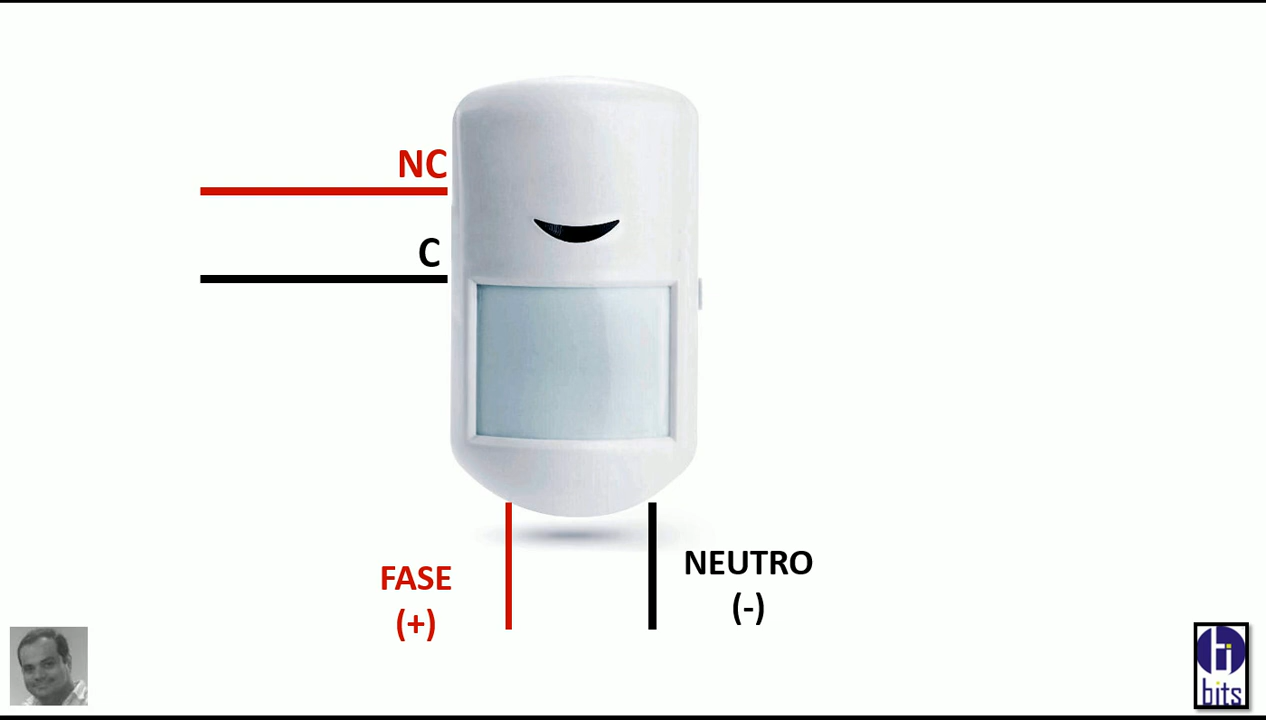 NC
C
FASE
(+)
NEUTRO
(-)
bits